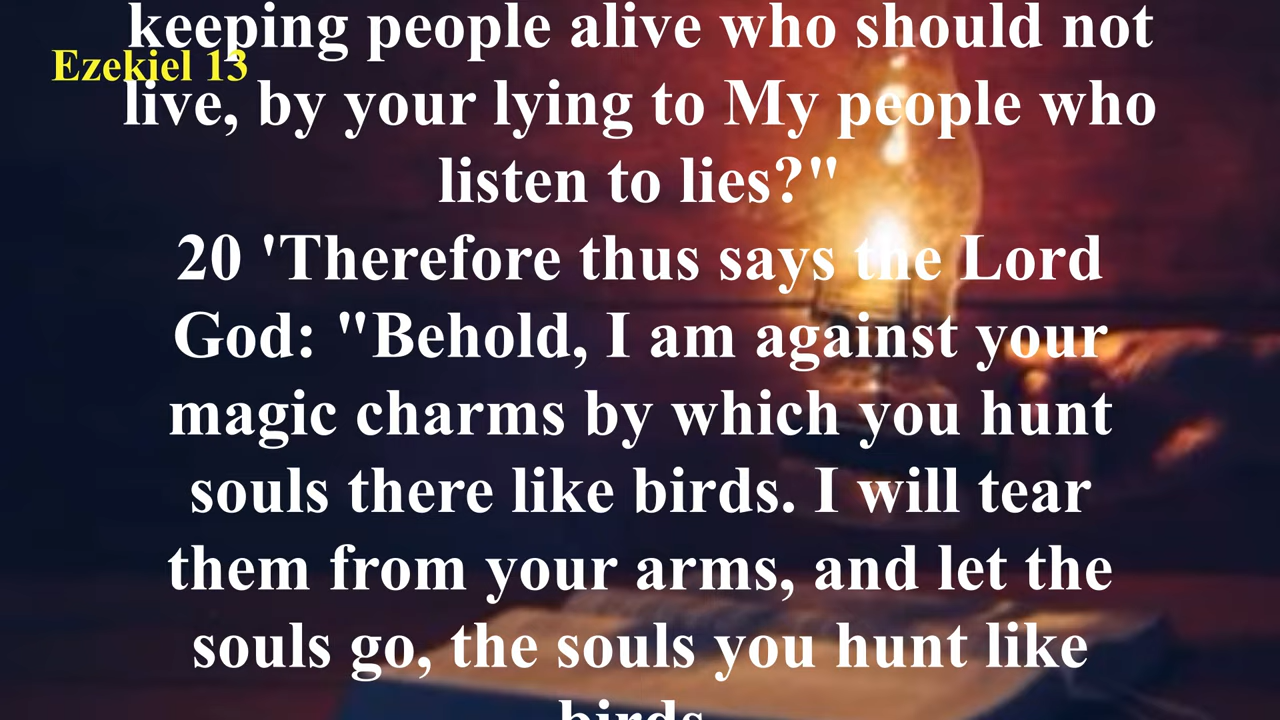 keeping people alive who should not
Ezekiel 13
live, by your lying to My people who
listen to lies?"
20 'Therefore thus says the Lord
God: "Behold, I am against your
magic charms by which you hunt
souls there like birds. I will tear
them from your arms, and let the
souls go, the souls you hunt like
birds.